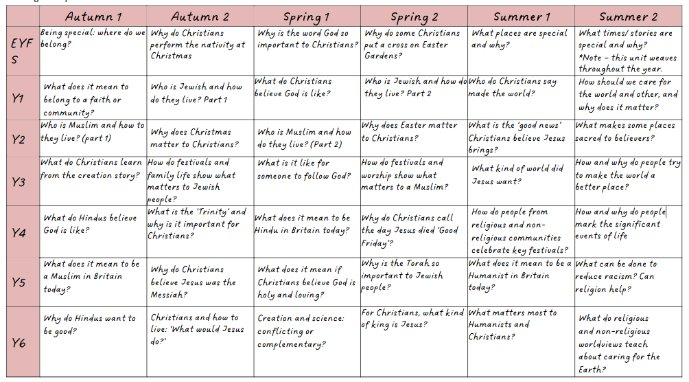 Autumn 1 Autumn 2 Spring 1 Spring 2 Summer 1 Summer 2
EYF
S
Being special: where do we
belong?
Why do Christians
perform the nativity at
Christmas
Why is the word God so
important to Christians?
Why do some Christians
put a cross on Easter
Gardens?
What places are special
and why?
What times/ stories are
special and why?
*Note - this unit weaves
throughout the year.
Y1
What does it mean to
belong to a faith or
community?
Who is Jewish and how
do they live? Part 1
What do Christians
believe God is like?
Who is Jewish and how do
they live? Part 2
Who do Christians say
made the world?
How should we care for
the world and other, and
why does it matter?
Y2
Who is Muslim and how to
they live? (part 1)
Why does Christmas
matter to Christians?
Who is Muslim and how
do they live? (Part 2)
Why does Easter matter
to Christians?
What is the 'good news'
Christians believe Jesus
brings?
What makes some places
sacred to believers?
Y3
What do Christians learn
from the creation story?
How do festivals and
family life show what
matters to Jewish
people?
What is it like for
someone to follow God?
How do festivals and
worship show what
matters to a Muslim?
What kind of world did
Jesus want?
How and why do people try
to make the world a
better place?
Y4
What do Hindus believe
God is like?
What is the 'Trinity' and
why is it important for
Christians?
What does it mean to be
Hindu in Britain today?
Why do Christians call
the day Jesus died 'Good
Friday'?
How do people from
religious and non-
religious communities
celebrate key festivals?
How and why do people
mark the significant
events of life
Y5
What does it mean to be
a Muslim in Britain
today?
Why do Christians
believe Jesus was the
Messiah?
What does it mean if
Christians believe God is
holy and loving?
Why is the Torah so
important to Jewish
people?
What does it mean to be a
Humanist in Britain
today?
What can be done to
reduce racism? Can
religion help?
Y6
Why do Hindus want to
be good?
Christians and how to
live: 'What would Jesus
do?'
Creation and science:
conflicting or
complementary?
For Christians, what kind
of king is Jesus?
What matters most to
Humanists and
Christians?
What do religious
and non-religious
worldviews teach
about caring for the
Earth?